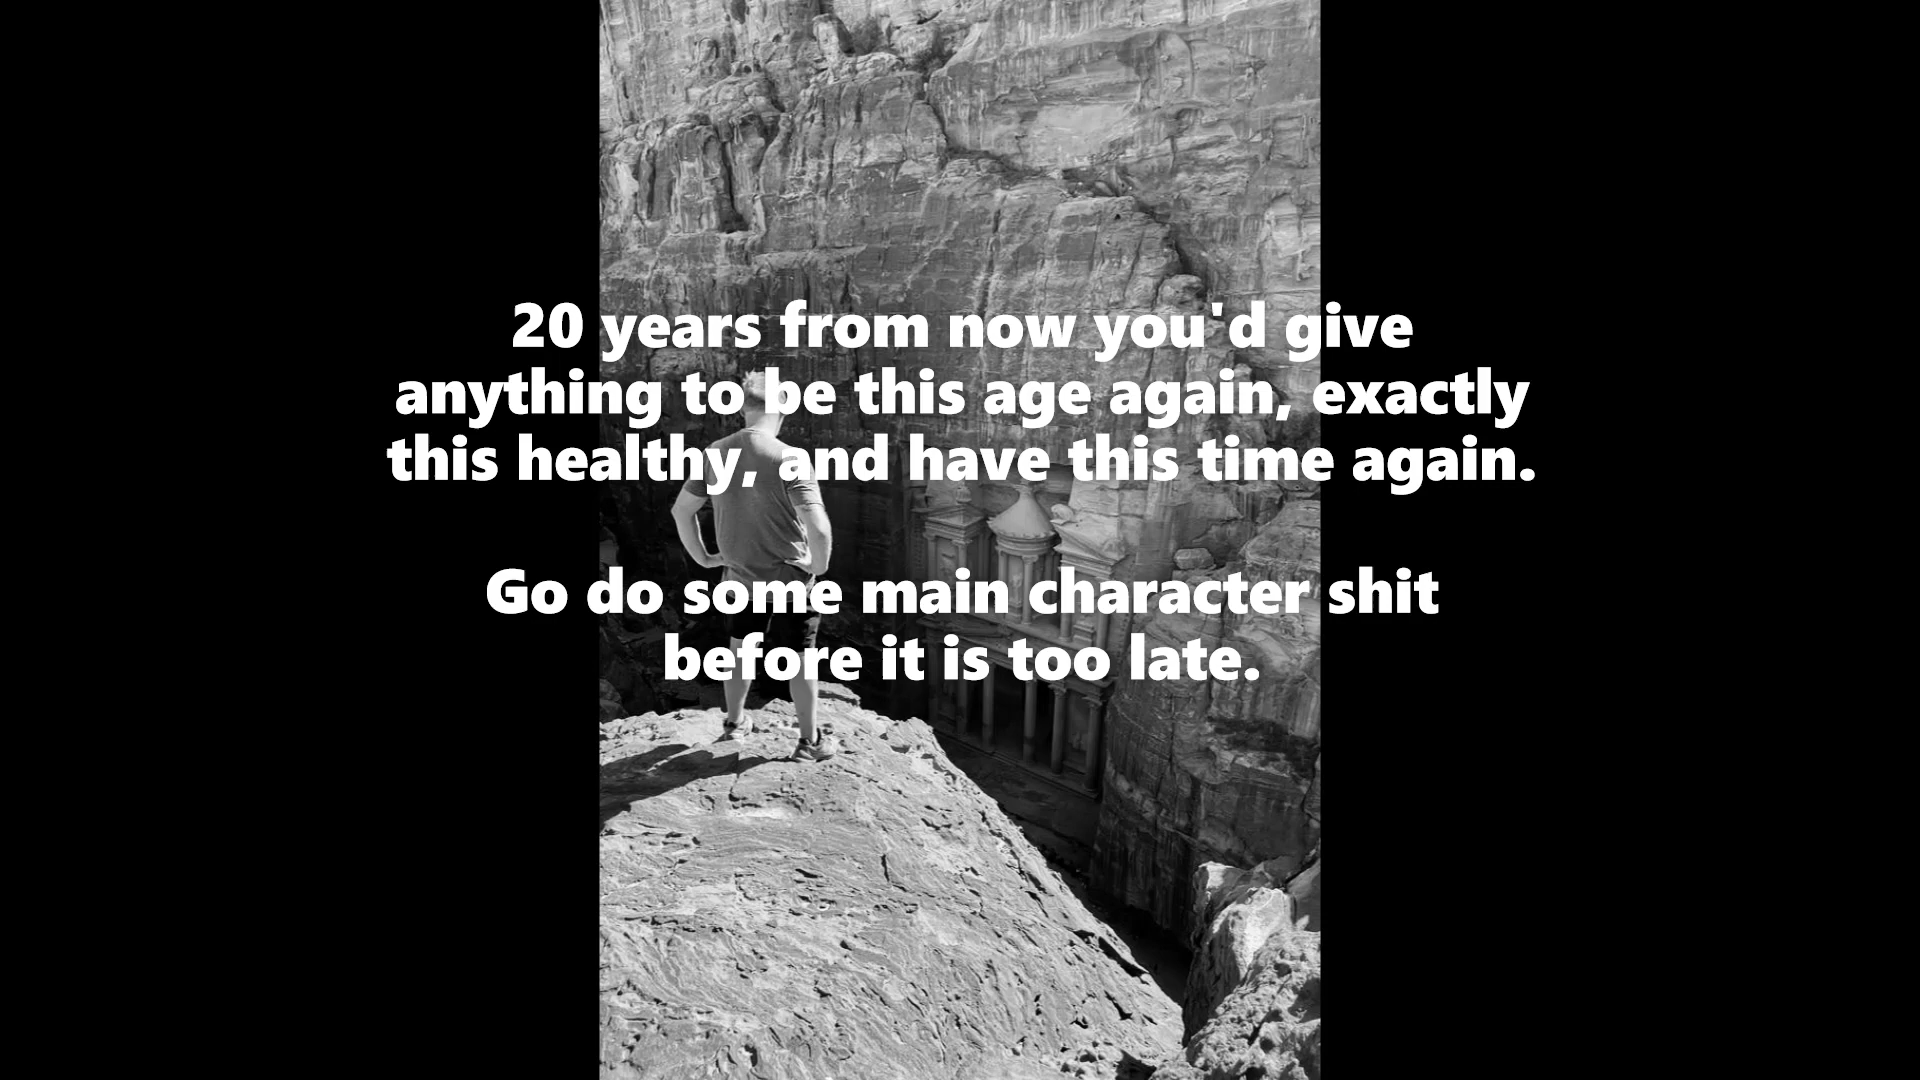 20 years from now you'd give
anything to be this age again, exactly
this healthy, and have this time again.
Go do some main character shit
before it is too late.